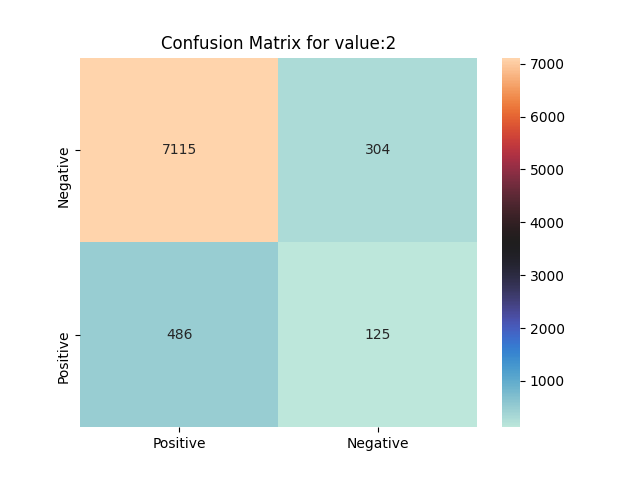 Confusion Matrix for value:2
7115 304
486 125
Negative
Positive
Positive Negative
7000
6000
5000
4000
3000
2000
1000